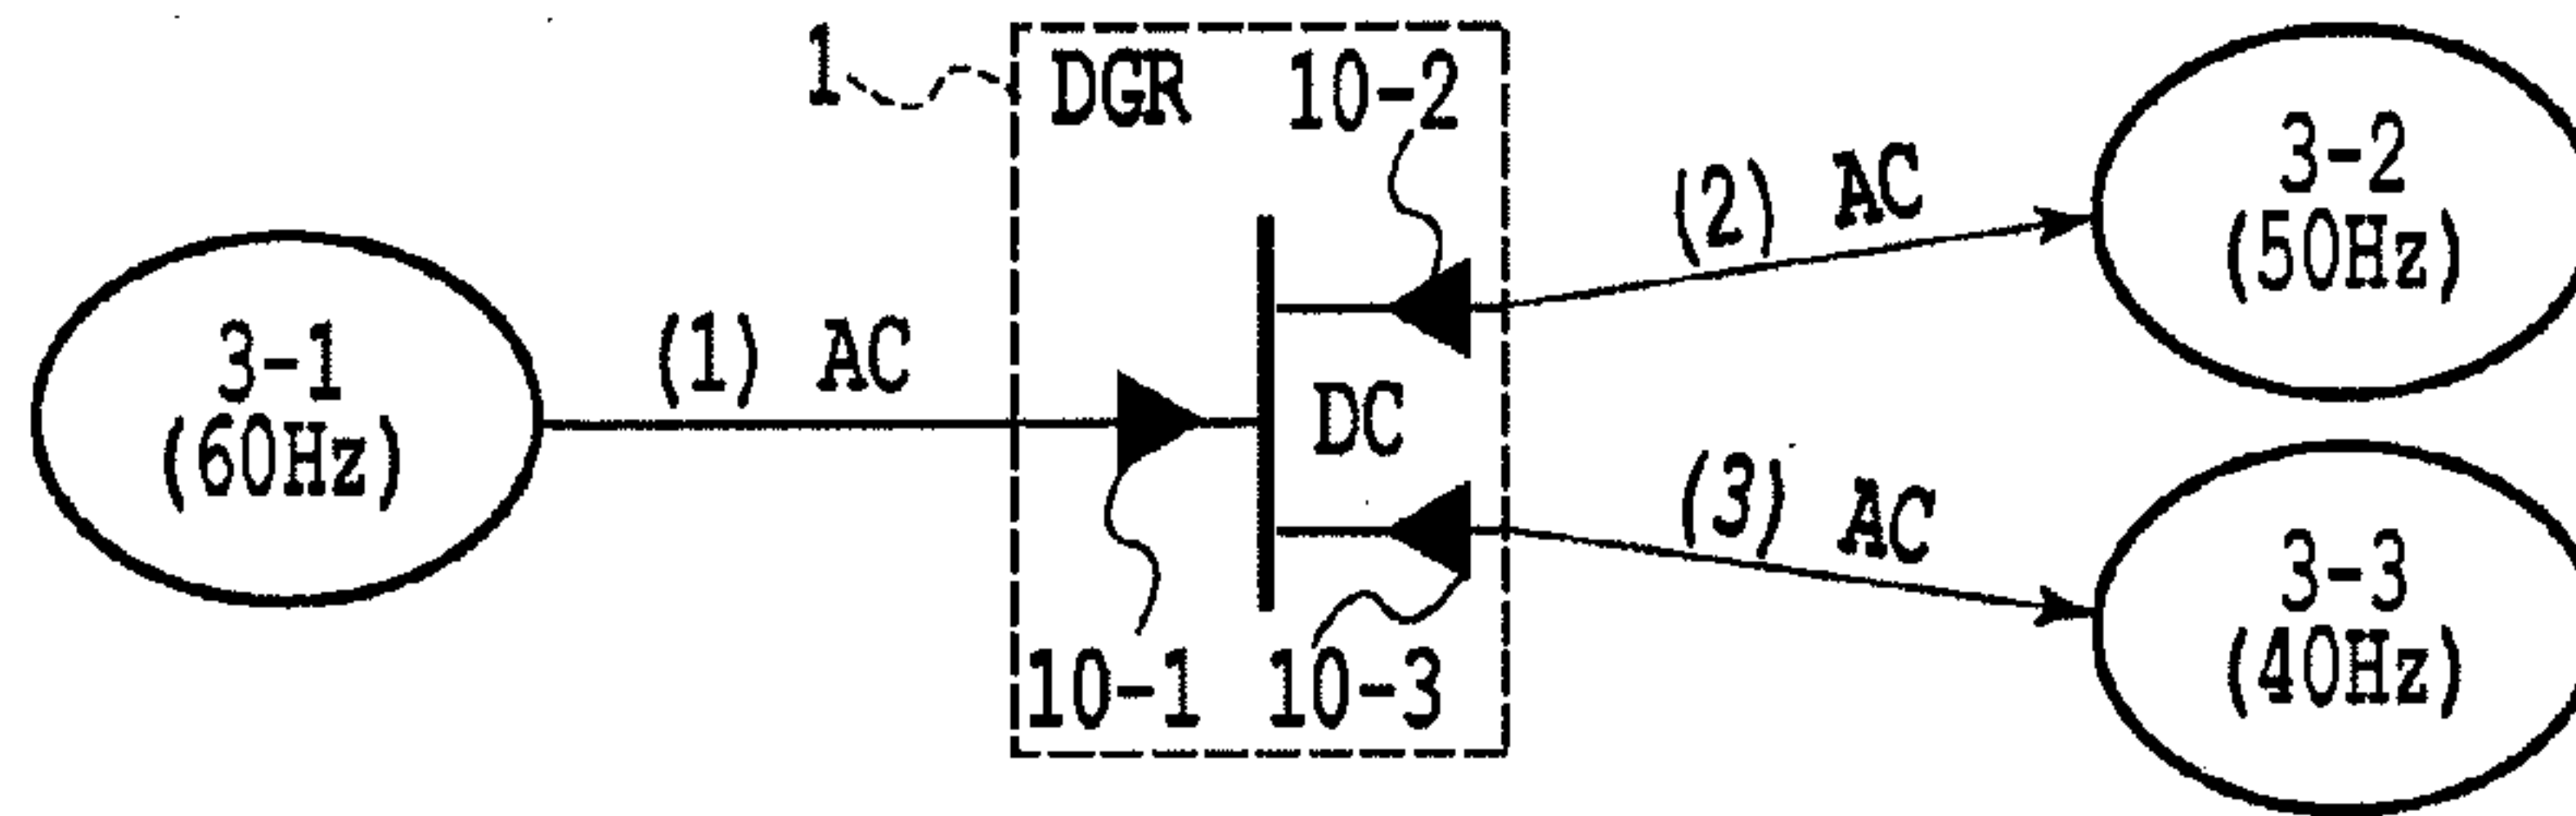 1
DGR
10-2
3-1
(60Hz)
(1) AC
DC
(2) AC
3-2
(50Hz)
(3) AC
3-3
(40Hz)
10-1
10-3